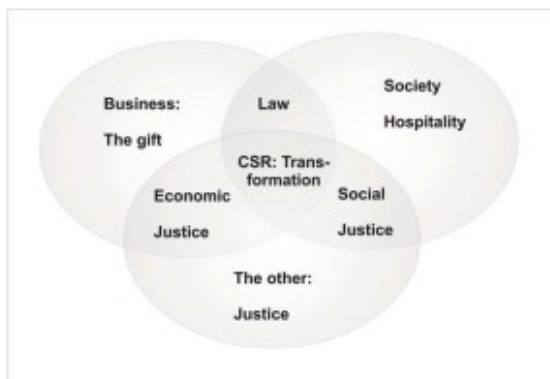 Business:
The gift
Law
Society
Hospitality
CSR: Trans-
formation
Economic
Justice
Social
Justice
The other:
Justice